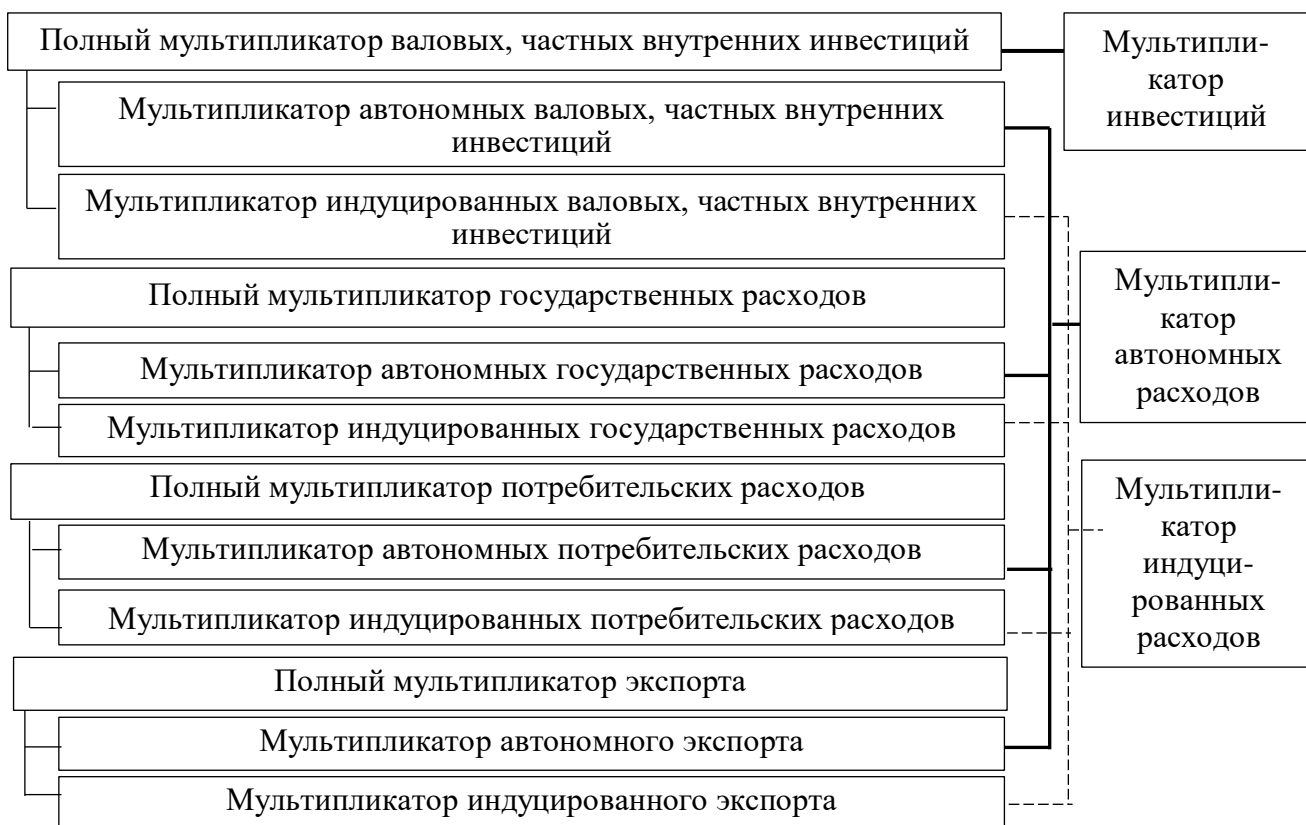 Полный мультипликатор валовых, частных внутренних инвестиций
Мультипликатор автономных валовых, частных внутренних
инвестиций
Мультипликатор индуцированных валовых, частных внутренних
инвестиций
Полный мультипликатор государственных расходов
Мультипликатор автономных государственных расходов
Мультипликатор индуцированных государственных расходов
Полный мультипликатор потребительских расходов
Мультипликатор автономных потребительских расходов
Мультипликатор индуцированных потребительских расходов
Полный мультипликатор экспорта
Мультипликатор автономного экспорта
Мультипликатор индуцированного экспорта
Мультипли-
катор
инвестиций
Мультипли-
катор
автономных
расходов
Мультипли-
катор
индуци-
рованных
расходов